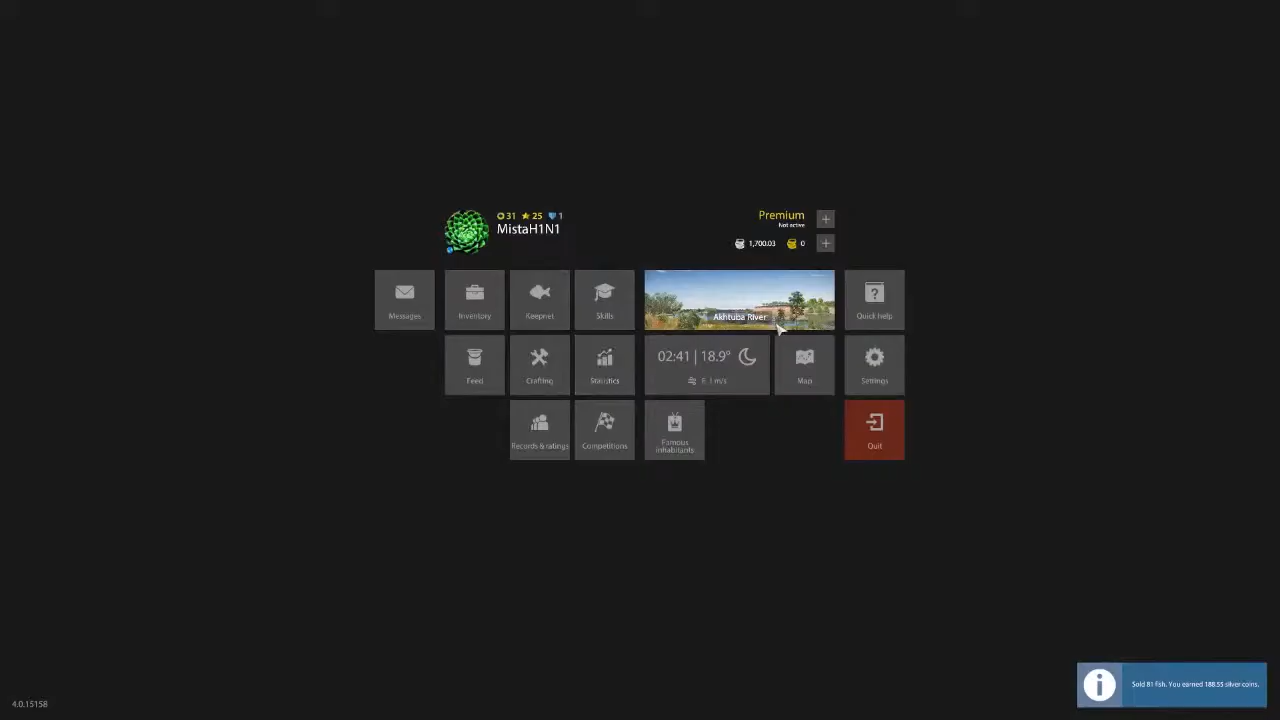 31 25 1
MistaH1N1
Premium
Not active
1,700.03 0
Messages
Inventory
Keepnet
Skills
Akhtuba River
Quick help
Feed
Crafting
Statistics
02:41 | 18.9°
E 1 m/s
Map
Settings
Records & ratings
Competitions
Famous
inhabitants
Quit
Sold 81 fish. You earned 188.55 silver coins.
4.0.15158